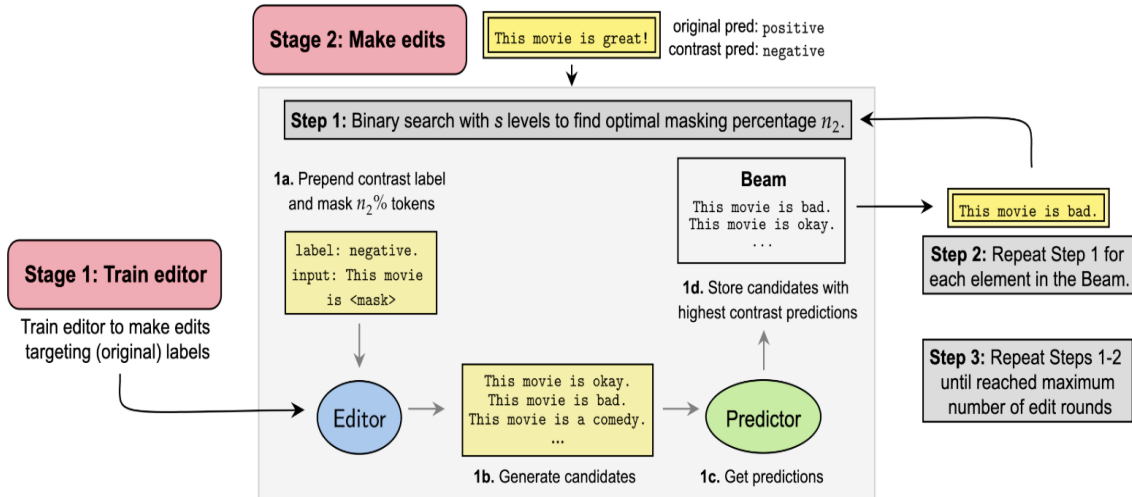 Stage 2: Make edits
This movie is great!
original pred: positive
contrast pred: negative
Step 1: Binary search with s levels to find optimal masking percentage n₂.
1a. Prepend contrast label
and mask n₂% tokens
label: negative.
input: This movie
is <mask>
Stage 1: Train editor
Train editor to make edits
targeting (original) labels
Editor
This movie is okay.
This movie is bad.
This movie is a comedy.
...
1b. Generate candidates
Predictor
1c. Get predictions
1d. Store candidates with
highest contrast predictions
Beam
This movie is bad.
This movie is okay.
...
This movie is bad.
Step 2: Repeat Step 1 for
each element in the Beam.
Step 3: Repeat Steps 1-2
until reached maximum
number of edit rounds